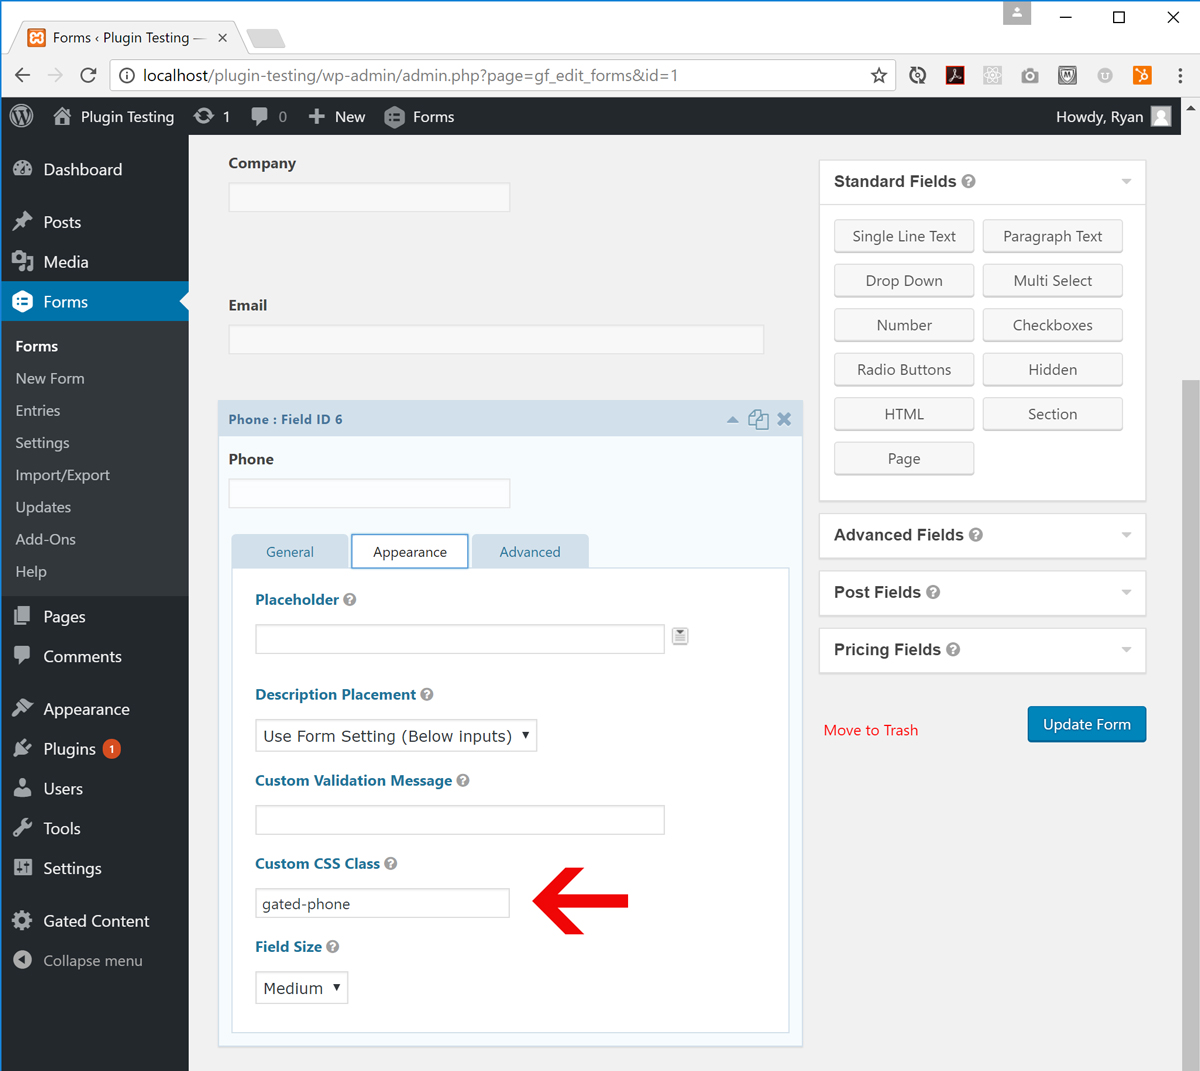 Forms ‹ Plugin Testing —
localhost/plugin-testing/wp-admin/admin.php?page=gf_edit_forms&id=1
Plugin Testing 1 0 New Forms Howdy, Ryan
Dashboard
Posts
Media
Forms
Forms
New Form
Entries
Settings
Import/Export
Updates
Add-Ons
Help
Pages
Comments
Appearance
Plugins 1
Users
Tools
Settings
Gated Content
Collapse menu
Company
Email
Phone : Field ID 6
Phone
General Appearance Advanced
Placeholder
Description Placement
Use Form Setting (Below inputs)
Custom Validation Message
Custom CSS Class
gated-phone
Field Size
Medium
Standard Fields
Single Line Text Paragraph Text
Drop Down Multi Select
Number Checkboxes
Radio Buttons Hidden
HTML Section
Page
Advanced Fields
Post Fields
Pricing Fields
Move to Trash Update Form